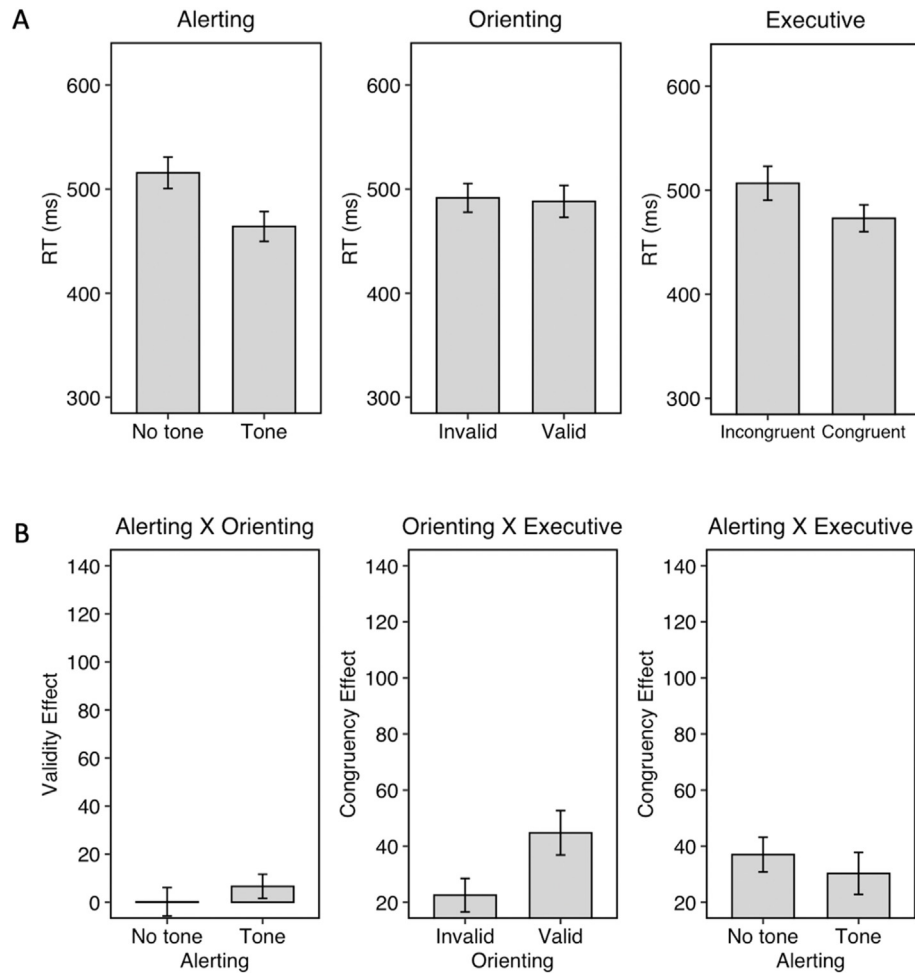 A
Alerting
Orienting
Executive
RT (ms)
600
500
400
300
No tone Tone
RT (ms)
600
500
400
300
Invalid Valid
RT (ms)
600
500
400
300
Incongruent Congruent
B
Alerting X Orienting
Orienting X Executive
Alerting X Executive
Validity Effect
140
120
100
80
60
40
20
0
No tone Tone
Alerting
Congruency Effect
140
120
100
80
60
40
20
Invalid Valid
Orienting
Congruency Effect
140
120
100
80
60
40
20
No tone Tone
Alerting